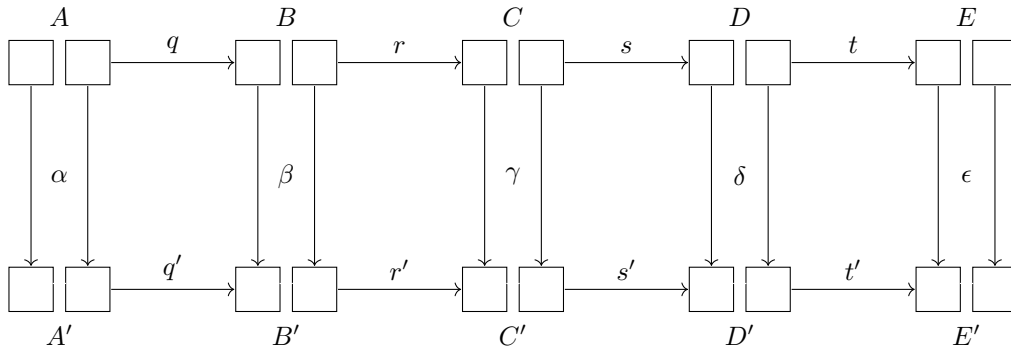 A B C D E
q r s t
α β γ δ ϵ
q′ r′ s′ t′
A′ B′ C′ D′ E′